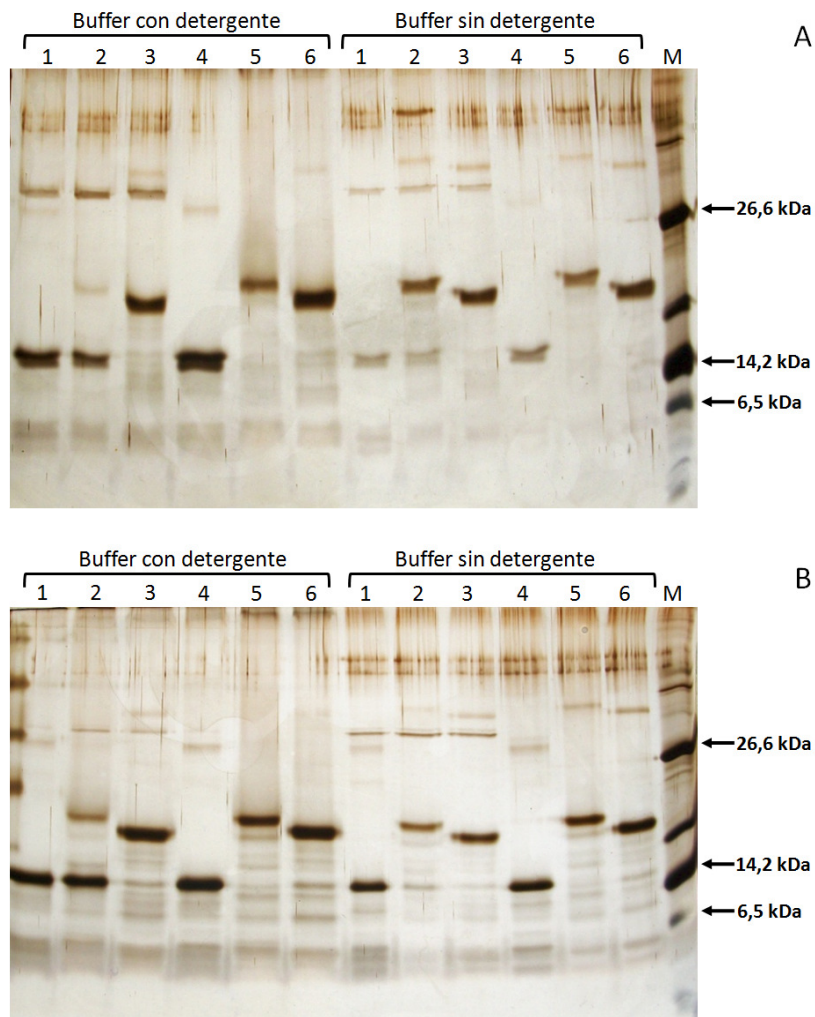 Buffer con detergente Buffer sin detergente A
1 2 3 4 5 6 1 2 3 4 5 6 M
26,6 kDa
14,2 kDa
6,5 kDa
Buffer con detergente Buffer sin detergente B
1 2 3 4 5 6 1 2 3 4 5 6 M
26,6 kDa
14,2 kDa
6,5 kDa